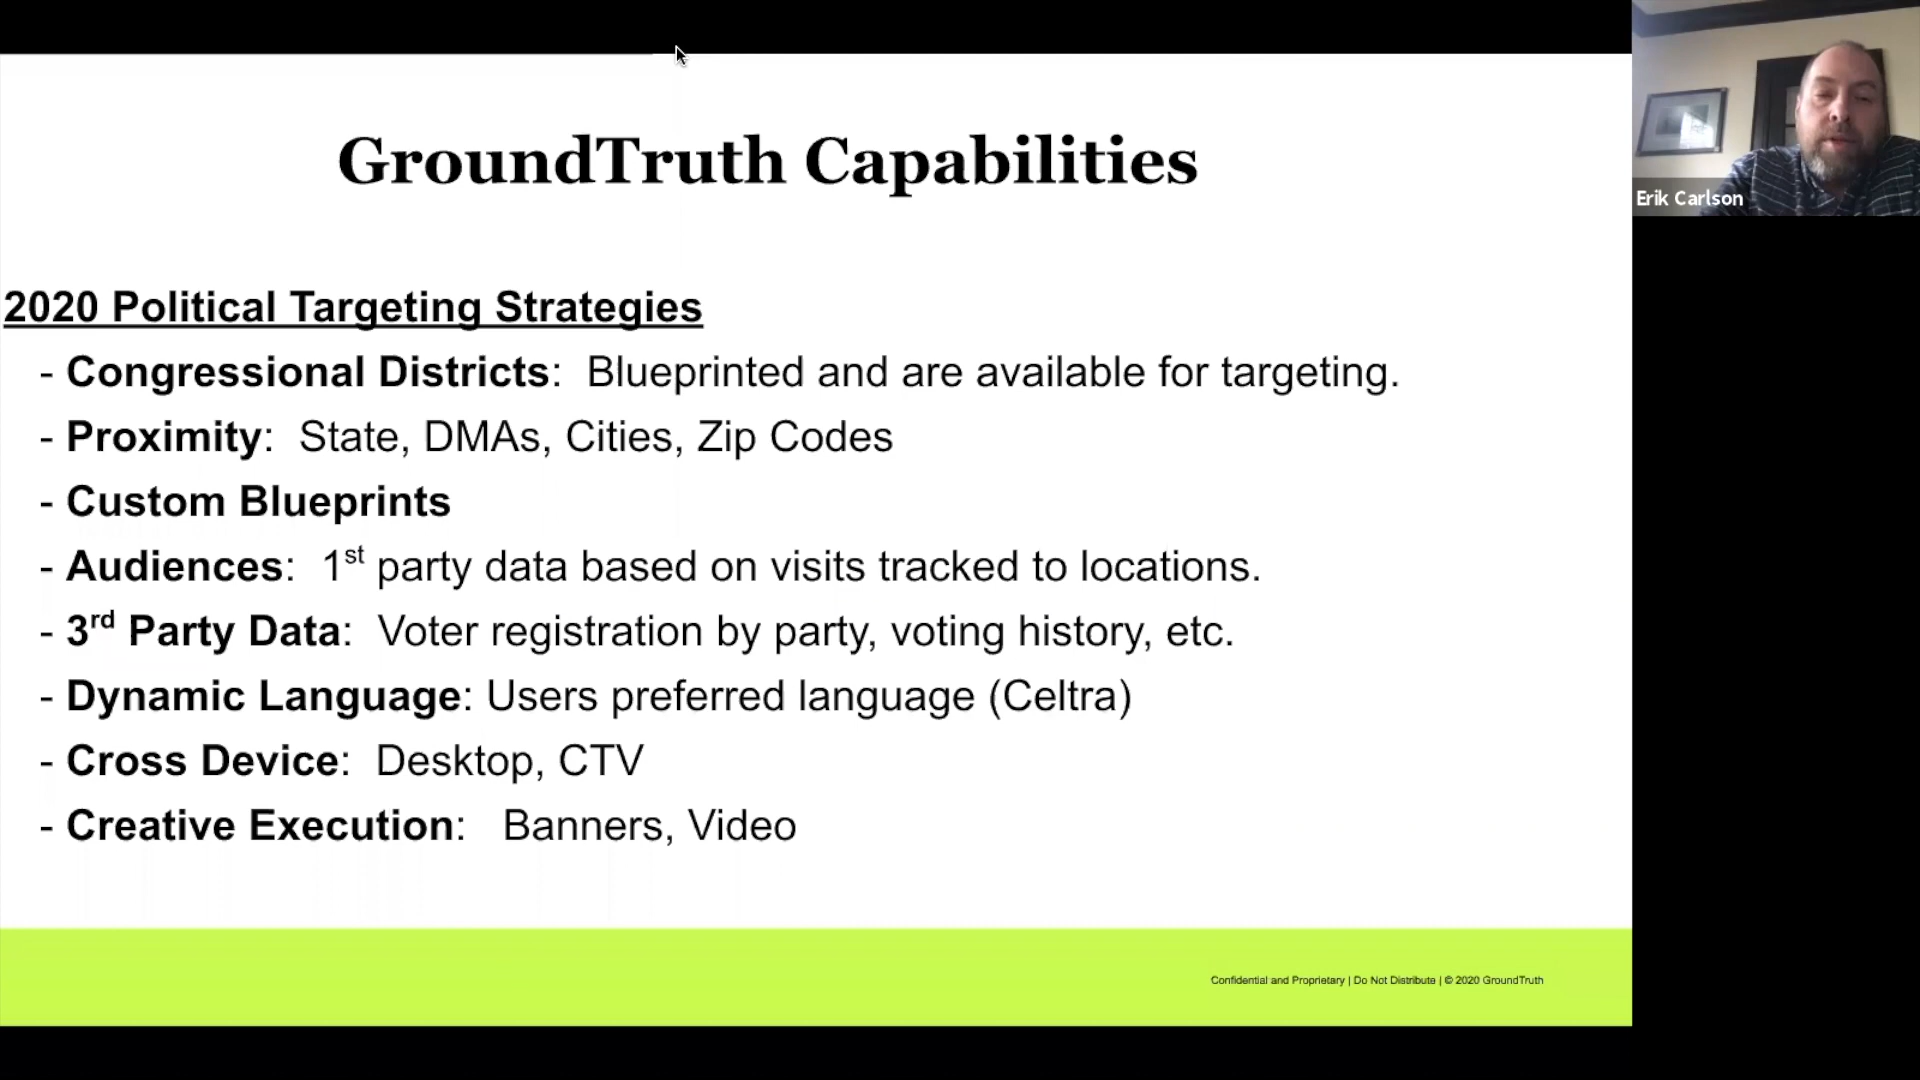 GroundTruth Capabilities
Erik Carlson
2020 Political Targeting Strategies
- Congressional Districts: Blueprinted and are available for targeting.
- Proximity: State, DMAs, Cities, Zip Codes
- Custom Blueprints
- Audiences: 1st party data based on visits tracked to locations.
- 3rd Party Data: Voter registration by party, voting history, etc.
- Dynamic Language: Users preferred language (Celtra)
- Cross Device: Desktop, CTV
- Creative Execution: Banners, Video
Confidential and Proprietary | Do Not Distribute | © 2020 GroundTruth